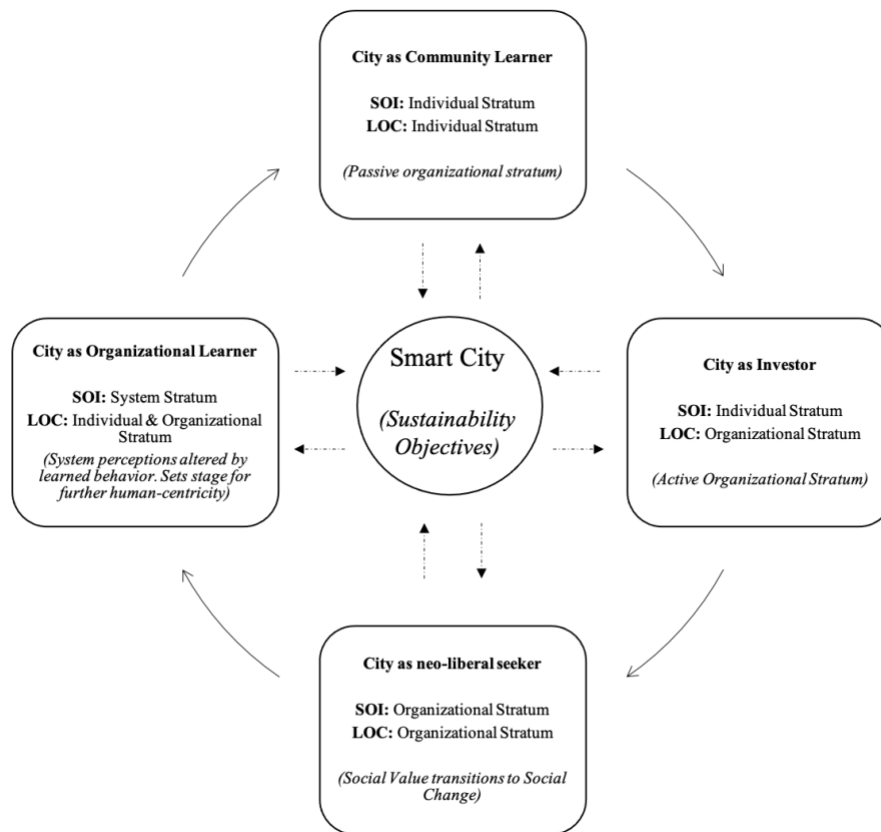 City as Community Learner
SOI: Individual Stratum
LOC: Individual Stratum
(Passive organizational stratum)
City as Organizational Learner
SOI: System Stratum
LOC: Individual & Organizational
Stratum
(System perceptions altered by
learned behavior. Sets stage for
further human-centricity)
Smart City
(Sustainability
Objectives)
City as Investor
SOI: Individual Stratum
LOC: Organizational Stratum
(Active Organizational Stratum)
City as neo-liberal seeker
SOI: Organizational Stratum
LOC: Organizational Stratum
(Social Value transitions to Social
Change)